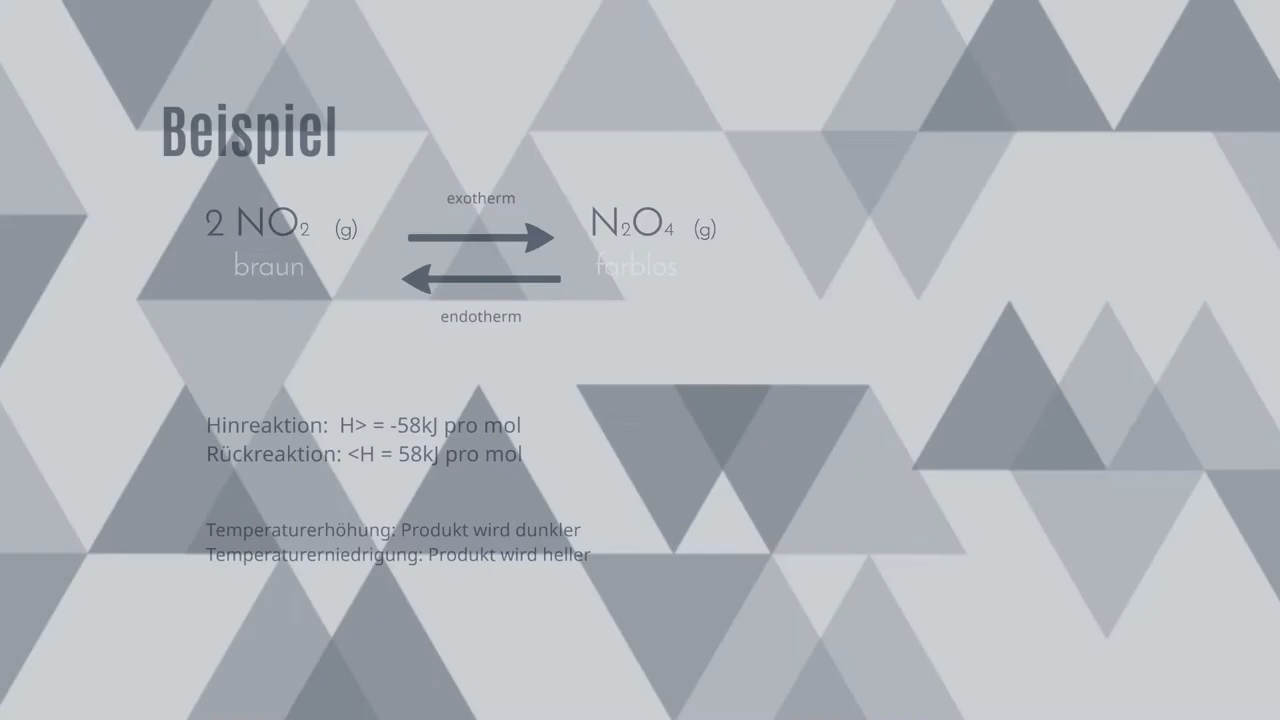 Beispiel
exotherm
2 NO₂ (g) N₂O₄ (g)
braun farblos
endotherm
Hinreaktion: H> = -58kJ pro mol
Rückreaktion: <H = 58kJ pro mol
Temperaturerhöhung: Produkt wird dunkler
Temperaturerniedrigung: Produkt wird heller